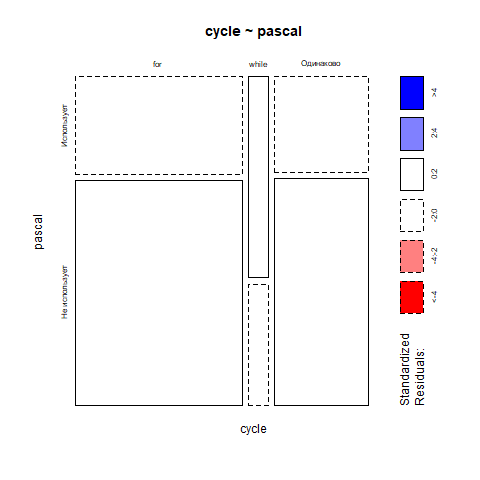 cycle ~ pascal
for
while
Одинаково
Использует
Не использует
pascal
cycle
Standardized
Residuals:
<-4
-4:-2
-2:0
0:2
2:4
>4